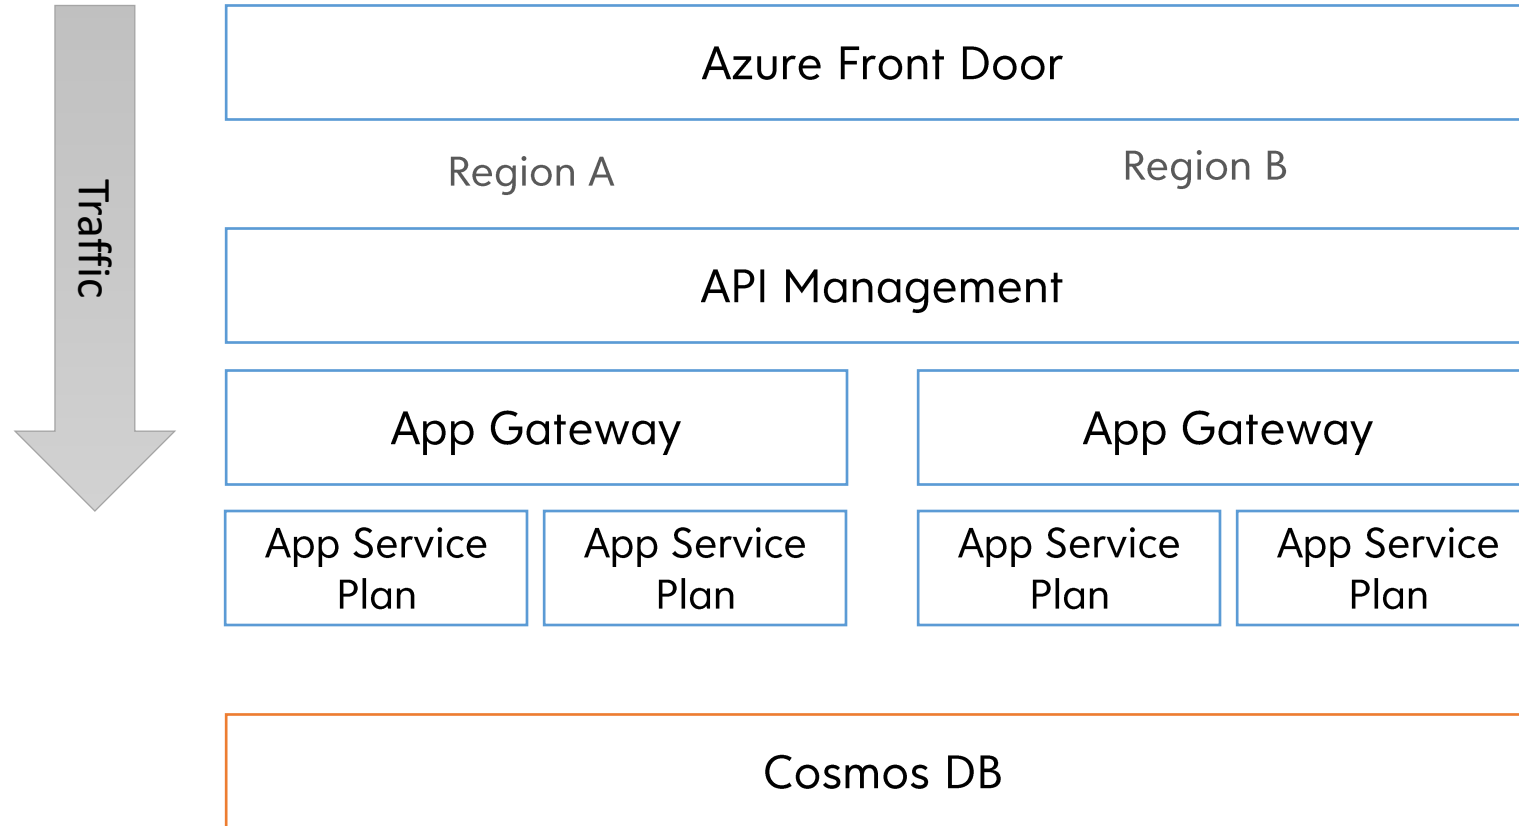 Traffic
Azure Front Door
Region A
Region B
API Management
App Gateway
App Gateway
App Service
Plan
App Service
Plan
App Service
Plan
App Service
Plan
Cosmos DB